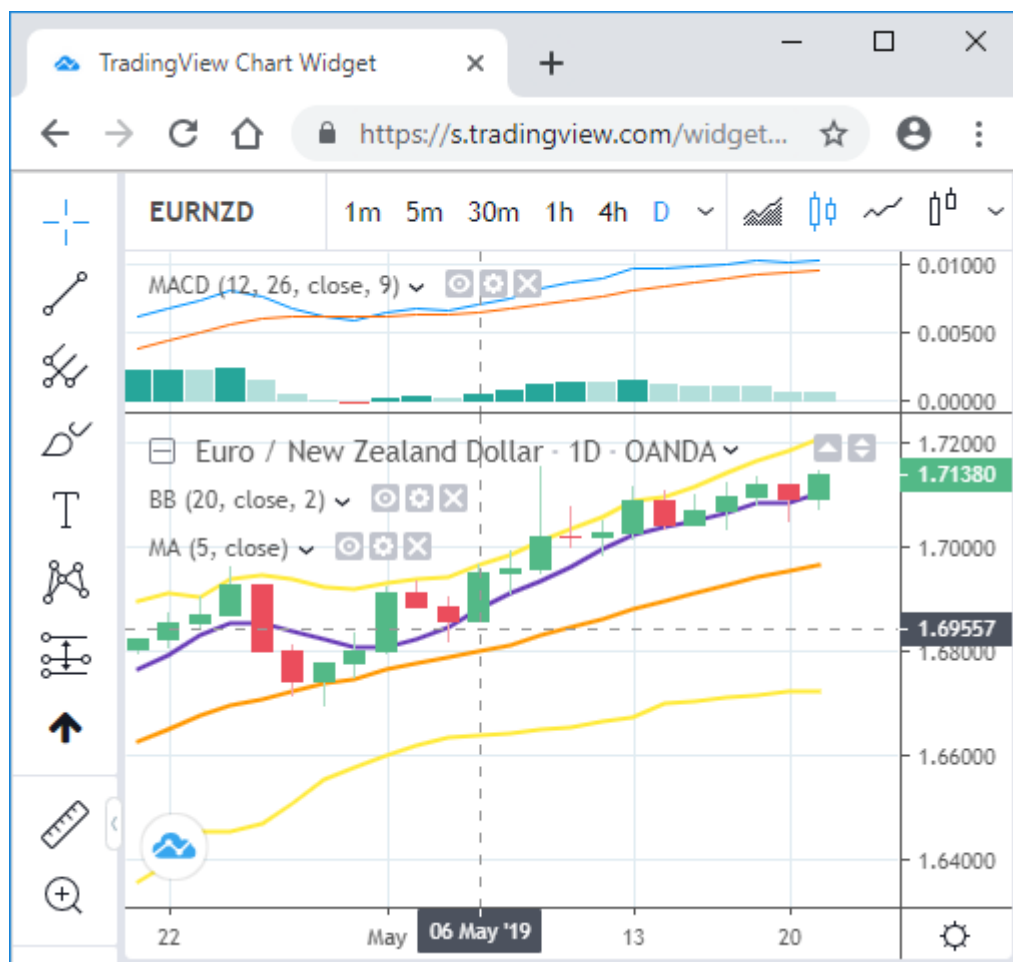 TradingView Chart Widget
https://s.tradingview.com/widget...
EURNZD 1m 5m 30m 1h 4h D
MACD (12, 26, close, 9)
0.01000
0.00500
0.00000
Euro / New Zealand Dollar · 1D · OANDA
1.72000
1.71380
BB (20, close, 2)
MA (5, close)
1.70000
1.69557
1.68000
1.66000
1.64000
22 May 06 May '19 13 20